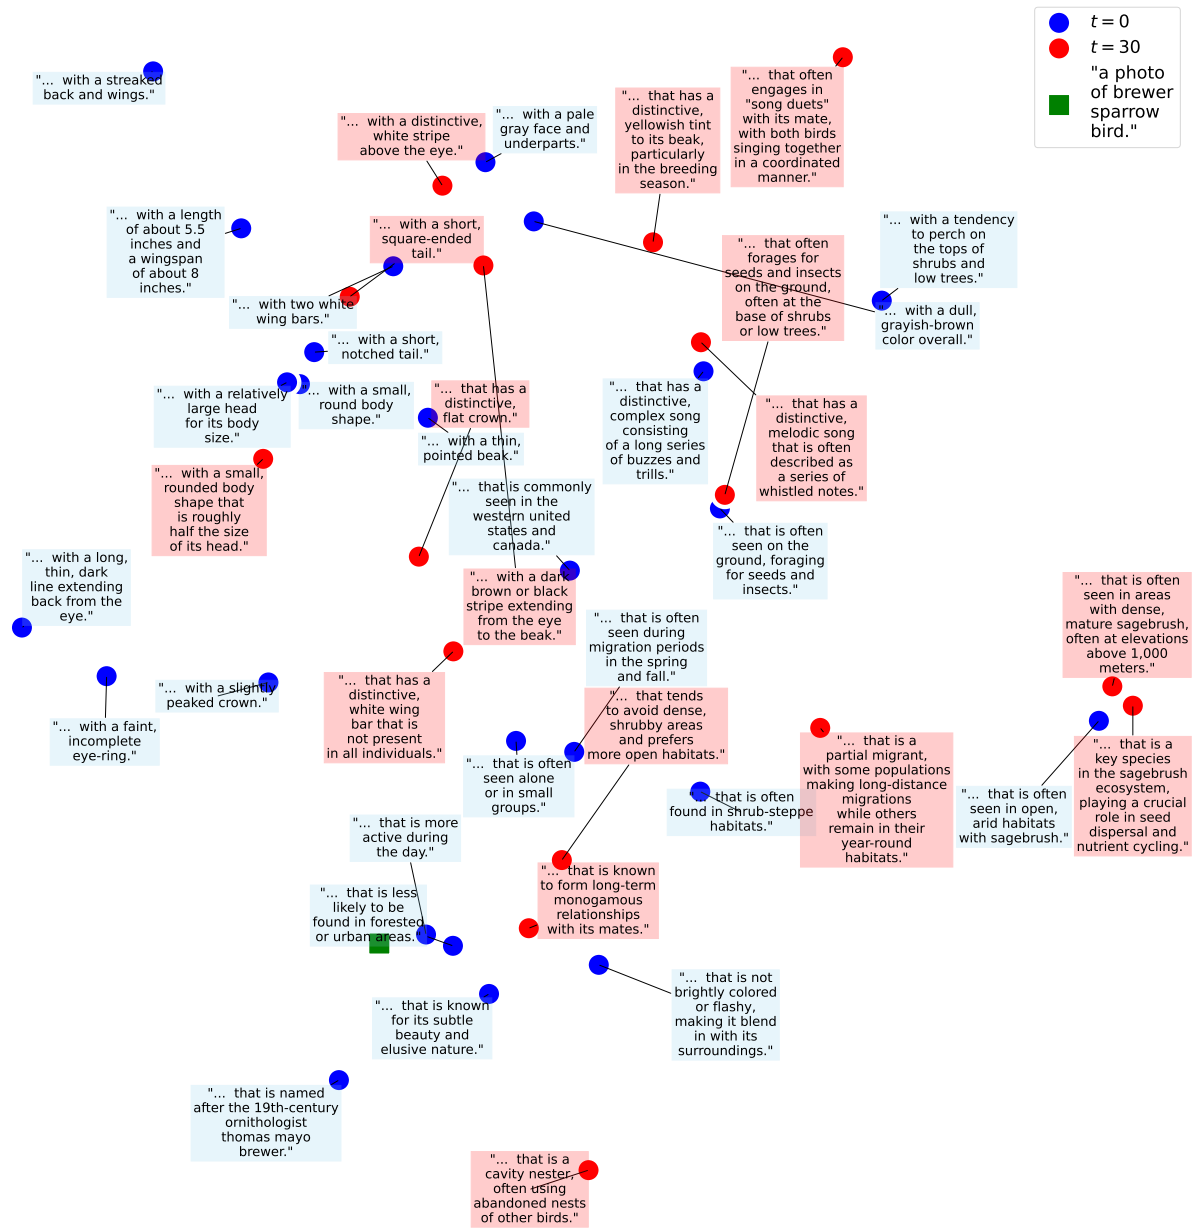 t = 0
t = 30
"a photo
of brewer
sparrow
bird."
"... with a streaked
back and wings."
"... with a distinctive,
white stripe
above the eye."
"... with a pale
gray face and
underparts."
"... that has a
distinctive,
yellowish tint
to its beak,
particularly
in the breeding
season."
"... that often
engages in
"song duets"
with its mate,
with both birds
singing together
in a coordinated
manner."
"... with a length
of about 5.5
inches and
a wingspan
of about 8
inches."
"... with a short,
square-ended
tail."
"... that often
forages for
seeds and insects
on the ground,
often at the
base of shrubs
or low trees."
"... with a tendency
to perch on
the tops of
shrubs and
low trees."
"... with two white
wing bars."
"... with a dull,
grayish-brown
color overall."
"... with a short,
notched tail."
"... with a relatively
large head
for its body
size."
"... with a small,
round body
shape."
"... that has a
distinctive,
flat crown."
"... that has a
distinctive,
complex song
consisting
of a long series
of buzzes and
trills."
"... that has a
distinctive,
melodic song
that is often
described as
a series of
whistled notes."
"... with a thin,
pointed beak."
"... with a small,
rounded body
shape that
is roughly
half the size
of its head."
"... that is commonly
seen in the
western united
states and
canada."
"... that is often
seen on the
ground, foraging
for seeds and
insects."
"... with a long,
thin, dark
line extending
back from the
eye."
"... with a dark
brown or black
stripe extending
from the eye
to the beak."
"... that is often
seen in areas
with dense,
mature sagebrush,
often at elevations
above 1,000
meters."
"... that is often
seen during
migration periods
in the spring
and fall."
"... with a slightly
peaked crown."
"... that has a
distinctive,
white wing
bar that is
not present
in all individuals."
"... that tends
to avoid dense,
shrubby areas
and prefers
more open habitats."
"... with a faint,
incomplete
eye-ring."
"... that is often
seen alone
or in small
groups."
"... that is often
found in shrub-steppe
habitats."
"... that is a
partial migrant,
with some populations
making long-distance
migrations
while others
remain in their
year-round
habitats."
"... that is often
seen in open,
arid habitats
with sagebrush."
"... that is a
key species
in the sagebrush
ecosystem,
playing a crucial
role in seed
dispersal and
nutrient cycling."
"... that is more
active during
the day."
"... that is known
to form long-term
monogamous
relationships
with its mates."
"... that is less
likely to be
found in forested
or urban areas."
"... that is not
brightly colored
or flashy,
making it blend
in with its
surroundings."
"... that is known
for its subtle
beauty and
elusive nature."
"... that is named
after the 19th-century
ornithologist
thomas mayo
brewer."
"... that is a
cavity nester,
often using
abandoned nests
of other birds."